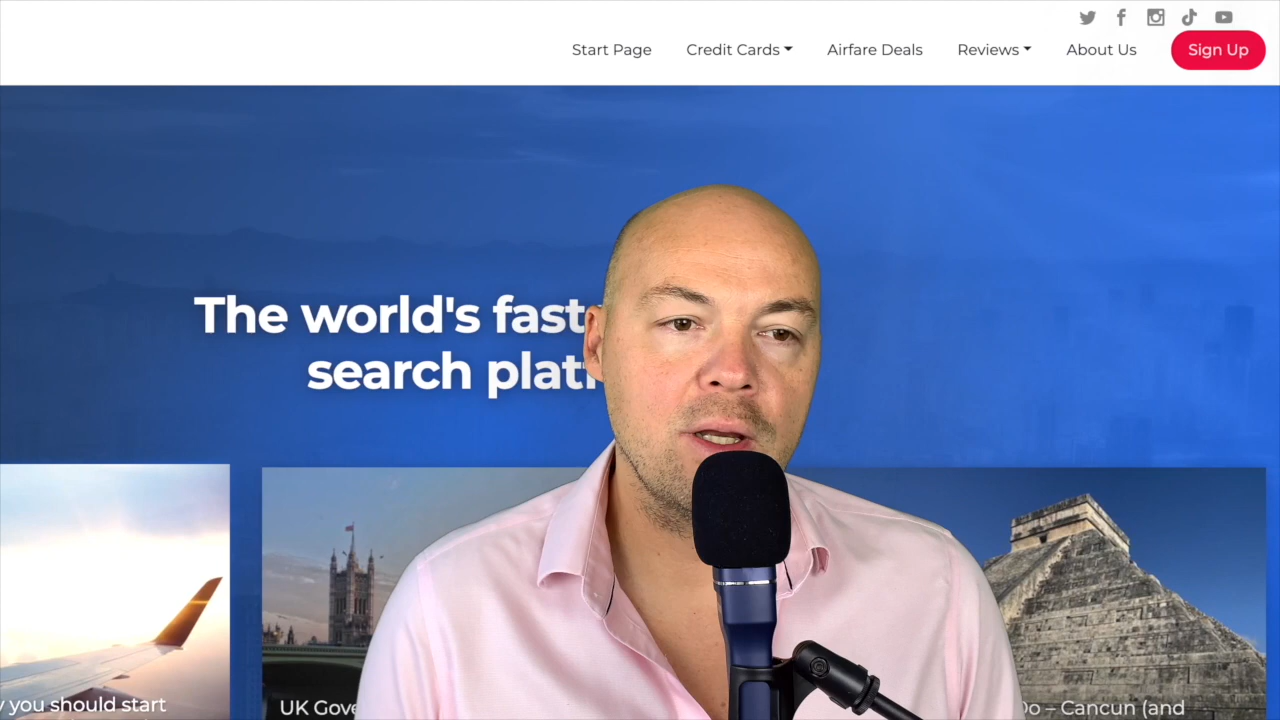 Start Page
Credit Cards
Airfare Deals
Reviews
About Us
Sign Up
The world's fast
search plat
you should start
UK Gove
Do – Cancun (and